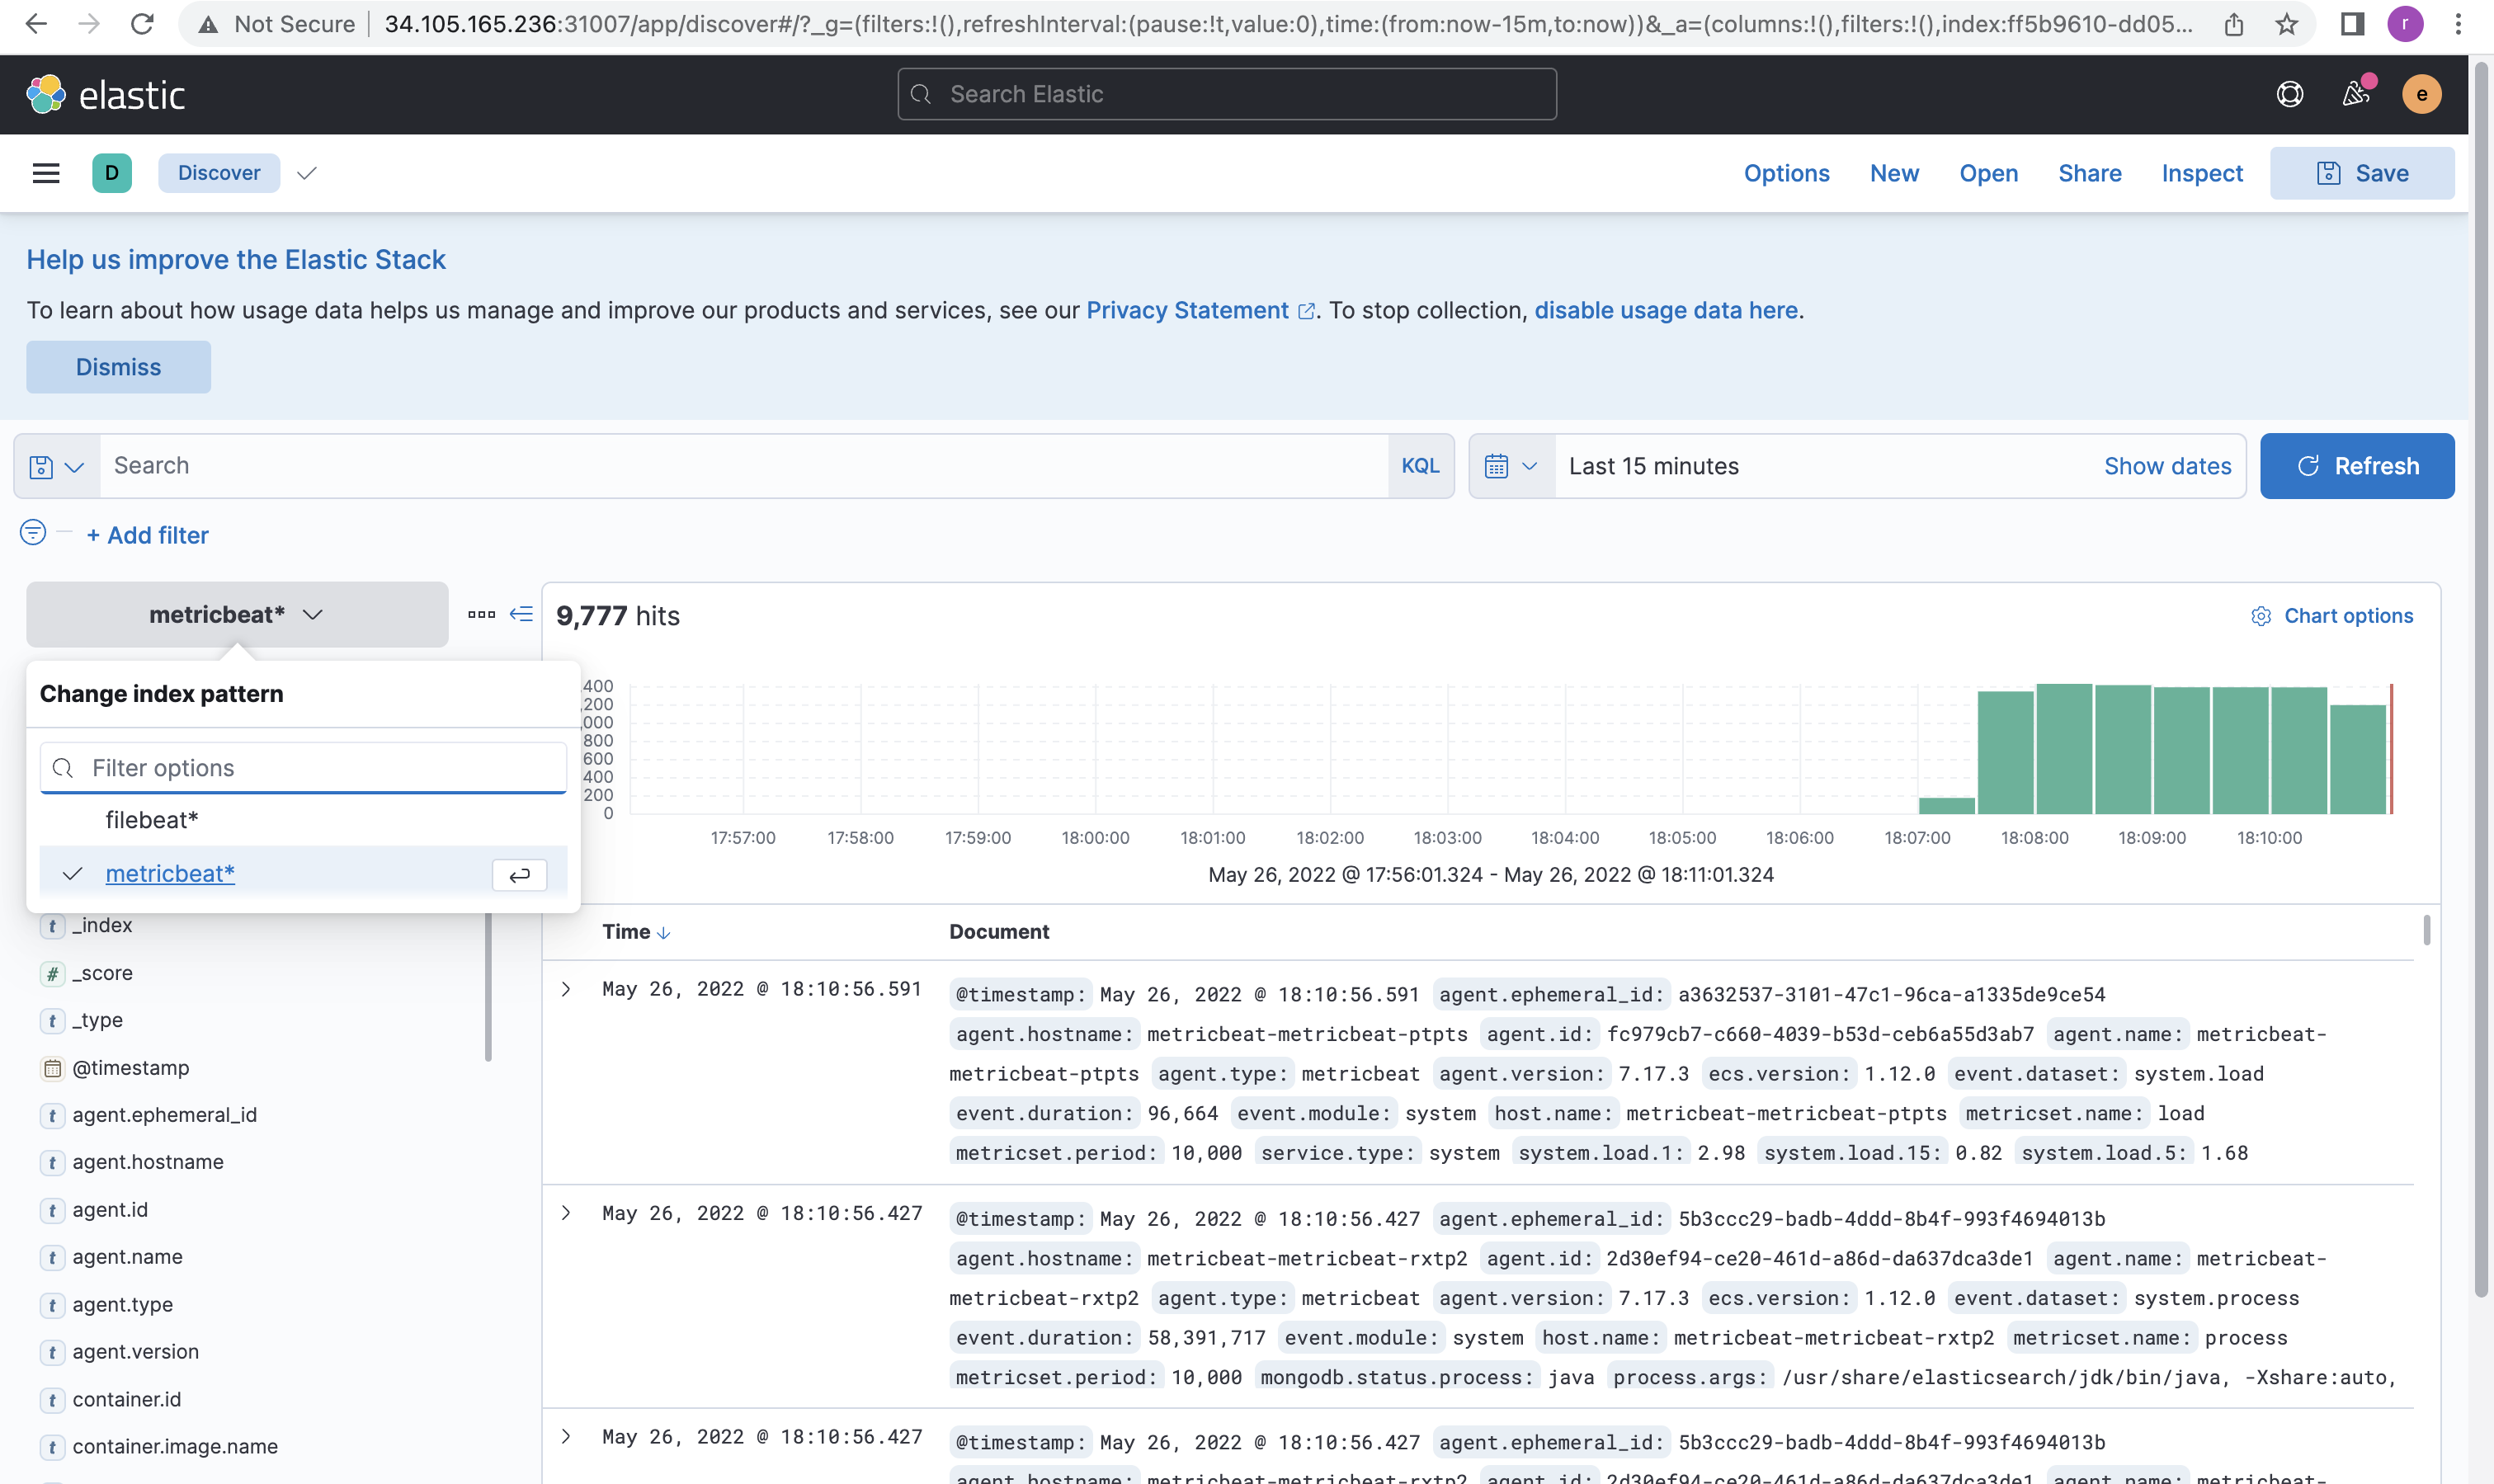 Not Secure
34.105.165.236:31007/app/discover#/?_g=(filters:!(),refreshInterval:(pause:!t,value:0),time:(from:now-15m,to:now))&_a=(columns:!(),filters:!(),index:ff5b9610-dd05...
r
elastic
Search Elastic
e
D
Discover
Options
New
Open
Share
Inspect
Save
Help us improve the Elastic Stack
To learn about how usage data helps us manage and improve our products and services, see our Privacy Statement. To stop collection, disable usage data here.
Dismiss
Search
KQL
Last 15 minutes
Show dates
Refresh
+ Add filter
metricbeat*
Change index pattern
Filter options
filebeat*
metricbeat*
t _index
# _score
t _type
@timestamp
t agent.ephemeral_id
t agent.hostname
t agent.id
t agent.name
t agent.type
t agent.version
t container.id
t container.image.name
9,777 hits
Chart options
,400
,200
,000
800
600
400
200
0
17:57:00 17:58:00 17:59:00 18:00:00 18:01:00 18:02:00 18:03:00 18:04:00 18:05:00 18:06:00 18:07:00 18:08:00 18:09:00 18:10:00
May 26, 2022 @ 17:56:01.324 - May 26, 2022 @ 18:11:01.324
Time Document
May 26, 2022 @ 18:10:56.591
@timestamp: May 26, 2022 @ 18:10:56.591 agent.ephemeral_id: a3632537-3101-47c1-96ca-a1335de9ce54
agent.hostname: metricbeat-metricbeat-ptpts agent.id: fc979cb7-c660-4039-b53d-ceb6a55d3ab7 agent.name: metricbeat-
metricbeat-ptpts agent.type: metricbeat agent.version: 7.17.3 ecs.version: 1.12.0 event.dataset: system.load
event.duration: 96,664 event.module: system host.name: metricbeat-metricbeat-ptpts metricset.name: load
metricset.period: 10,000 service.type: system system.load.1: 2.98 system.load.15: 0.82 system.load.5: 1.68
May 26, 2022 @ 18:10:56.427
@timestamp: May 26, 2022 @ 18:10:56.427 agent.ephemeral_id: 5b3ccc29-badb-4ddd-8b4f-993f4694013b
agent.hostname: metricbeat-metricbeat-rxtp2 agent.id: 2d30ef94-ce20-461d-a86d-da637dca3de1 agent.name: metricbeat-
metricbeat-rxtp2 agent.type: metricbeat agent.version: 7.17.3 ecs.version: 1.12.0 event.dataset: system.process
event.duration: 58,391,717 event.module: system host.name: metricbeat-metricbeat-rxtp2 metricset.name: process
metricset.period: 10,000 mongodb.status.process: java process.args: /usr/share/elasticsearch/jdk/bin/java, -Xshare:auto,
May 26, 2022 @ 18:10:56.427
@timestamp: May 26, 2022 @ 18:10:56.427 agent.ephemeral_id: 5b3ccc29-badb-4ddd-8b4f-993f4694013b
agent.hostname: metricbeat-metricbeat-rxtp2 agent.id: 2d30ef94-ce20-461d-a86d-da637dca3de1 agent.name: metricbeat-